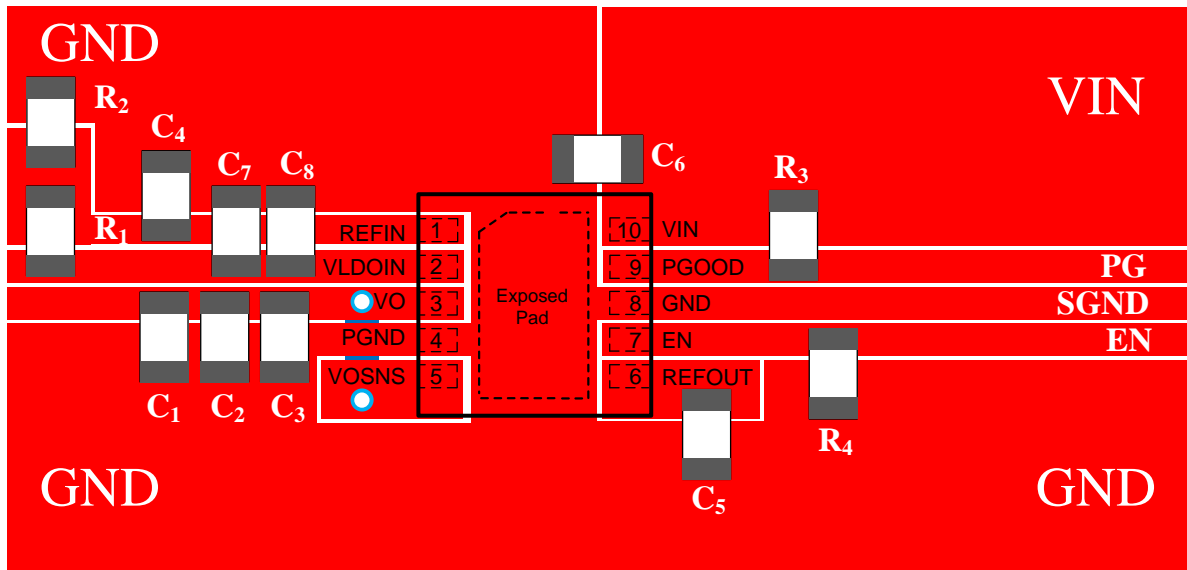 GND
VIN
R2
C4
C7
C8
C6
R3
R1
REFIN 1
10 VIN
VLDOIN 2
9 PGOOD
PG
VO 3
Exposed
Pad
8 GND
SGND
PGND 4
7 EN
EN
VOSNS 5
6 REFOUT
C1
C2
C3
R4
GND
C5
GND